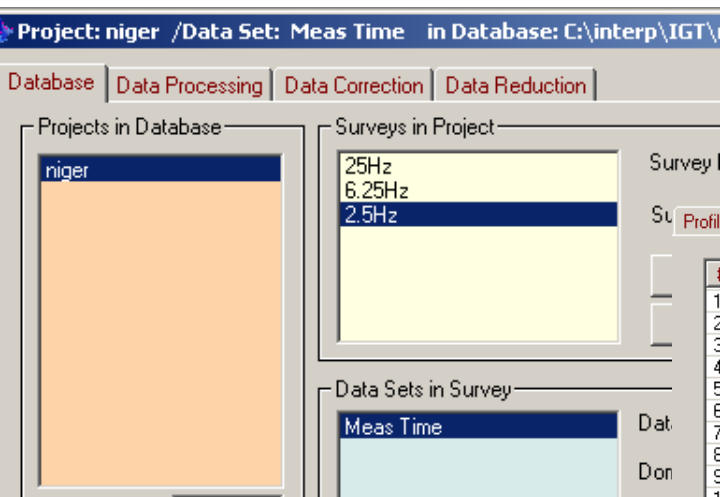 Project: niger /Data Set: Meas Time in Database: C:\interp\IGT\
Database Data Processing Data Correction Data Reduction
Projects in Database
niger
Surveys in Project
25Hz
6.25Hz
2.5Hz
Survey
Data Sets in Survey
Meas Time
1
2
3
4
5
6
7
8
9